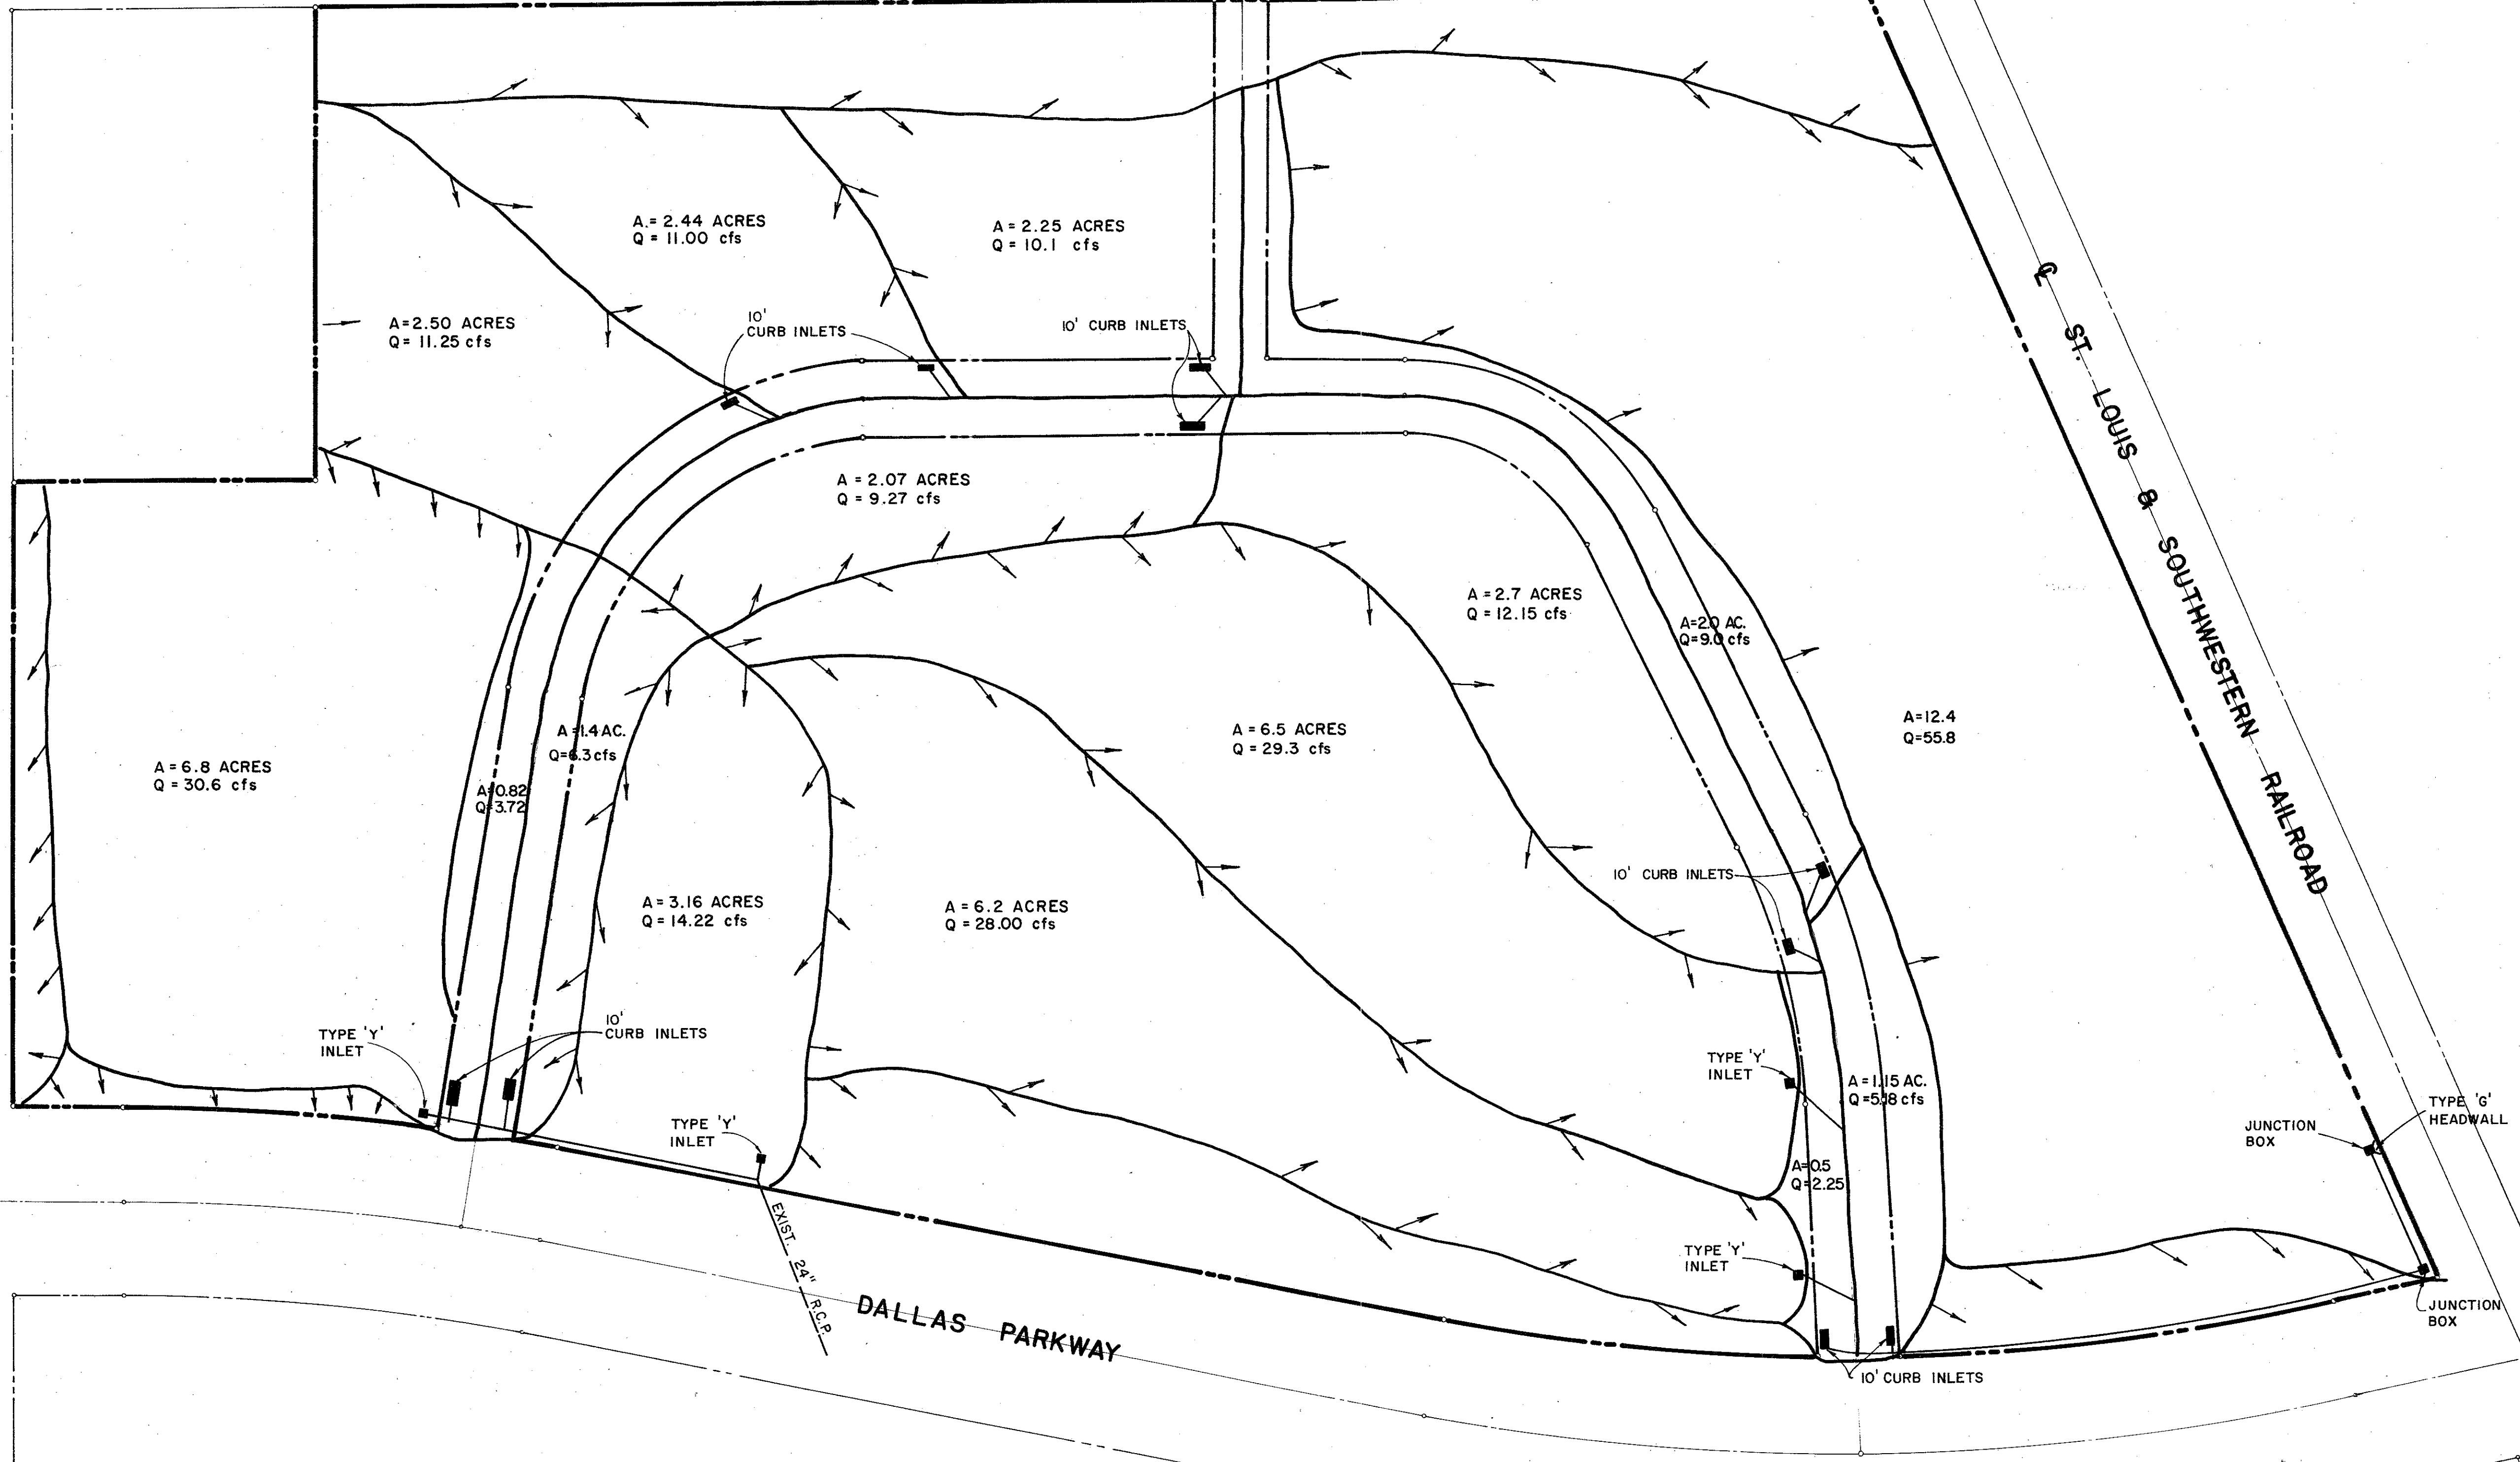 A = 2.44 ACRES
Q = 11.00 cfs
A = 2.25 ACRES
Q = 10.1 cfs
A = 2.50 ACRES
Q = 11.25 cfs
10'
CURB INLETS
10' CURB INLETS
℄ ST. LOUIS & SOUTHWESTERN RAILROAD
A = 2.07 ACRES
Q = 9.27 cfs
A = 2.7 ACRES
Q = 12.15 cfs
A=2.0 AC.
Q=9.0 cfs
A=12.4
Q=55.8
A = 6.5 ACRES
Q = 29.3 cfs
A = 1.4 AC.
Q=6.3 cfs
A = 6.8 ACRES
Q = 30.6 cfs
A=0.82
Q=3.72
10' CURB INLETS
A = 3.16 ACRES
Q = 14.22 cfs
A = 6.2 ACRES
Q = 28.00 cfs
TYPE 'Y'
INLET
10'
CURB INLETS
TYPE 'Y'
INLET
A = 1.15 AC.
Q = 5.18 cfs
TYPE 'Y'
INLET
JUNCTION
BOX
TYPE 'G'
HEADWALL
A=0.5
Q=2.25
EXIST. 24" R.C.P.
TYPE 'Y'
INLET
JUNCTION
BOX
DALLAS PARKWAY
10' CURB INLETS